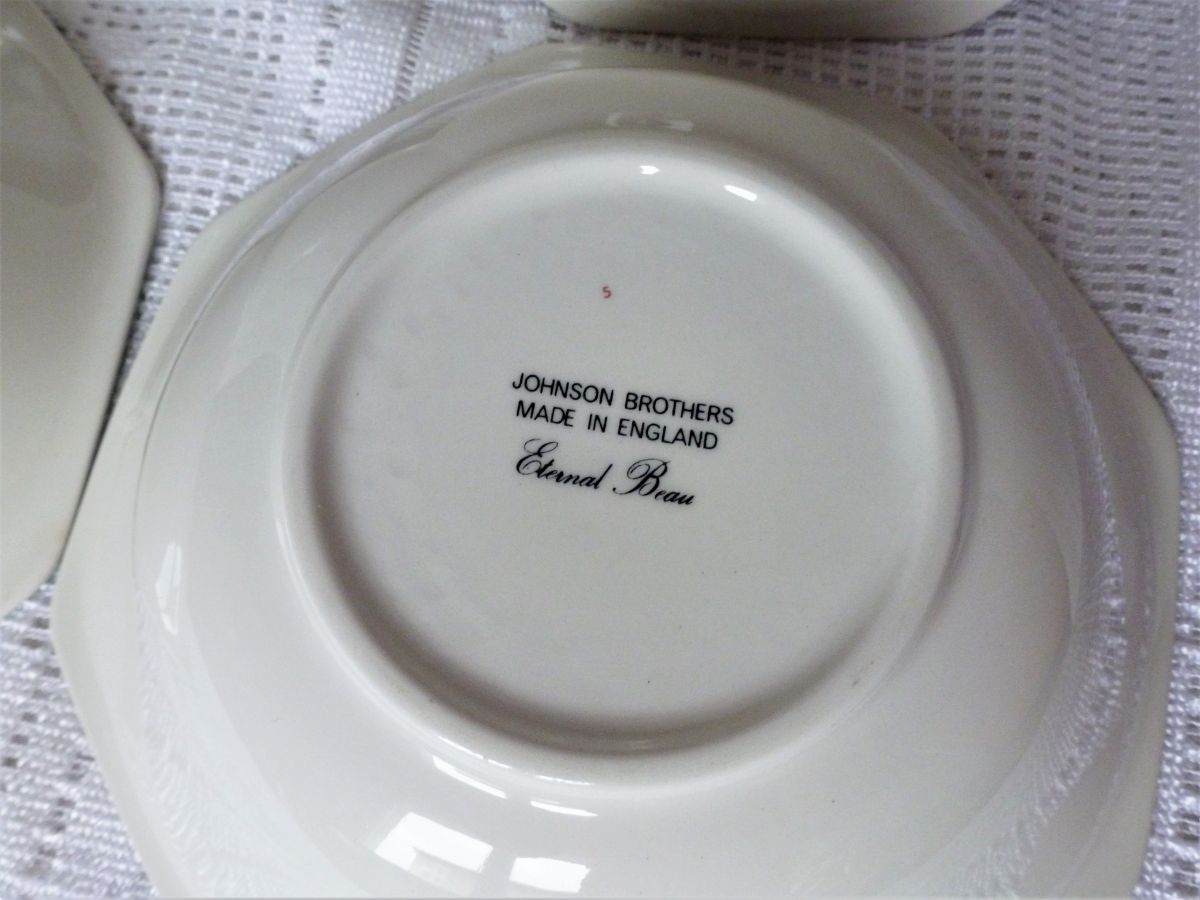 5
JOHNSON BROTHERS
MADE IN ENGLAND
Eternal Beau